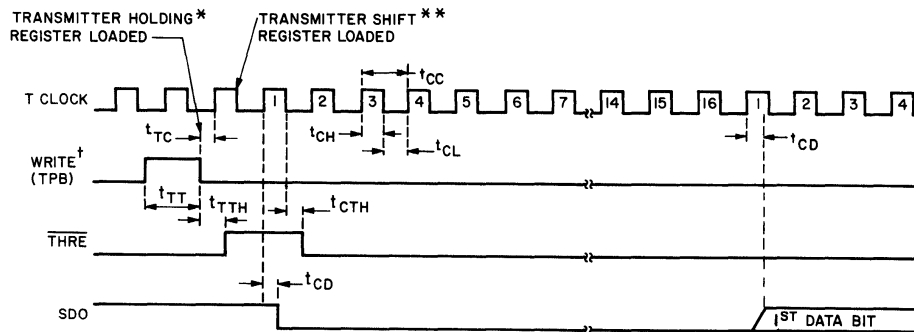 TRANSMITTER HOLDING*
REGISTER LOADED
TRANSMITTER SHIFT**
REGISTER LOADED
tCC
T CLOCK
1 2 3 4 5 6 7 14 15 16 1 2 3 4
tTC
tCH
tCL
tCD
WRITE†
(TPB)
tTT
tTTH
tCTH
THRE
tCD
SDO
1ST DATA BIT